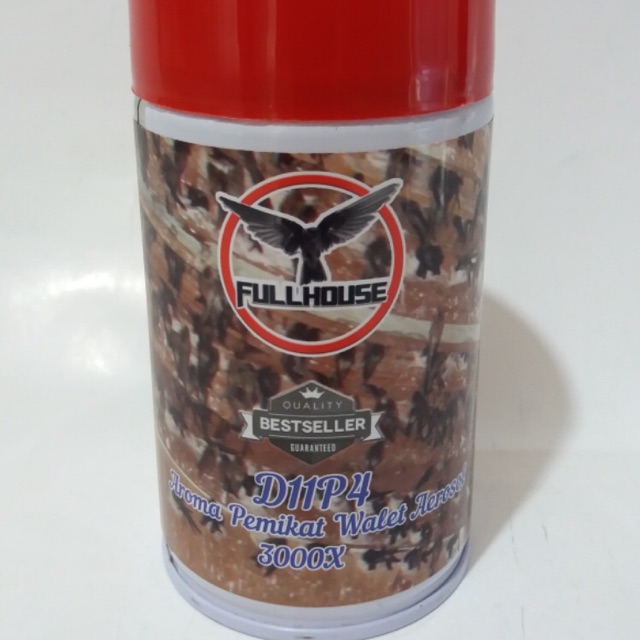 FULLHOUSE
QUALITY
BESTSELLER
GUARANTEED
D11P4
Aroma Pemikat Walet Aerosol
3000X